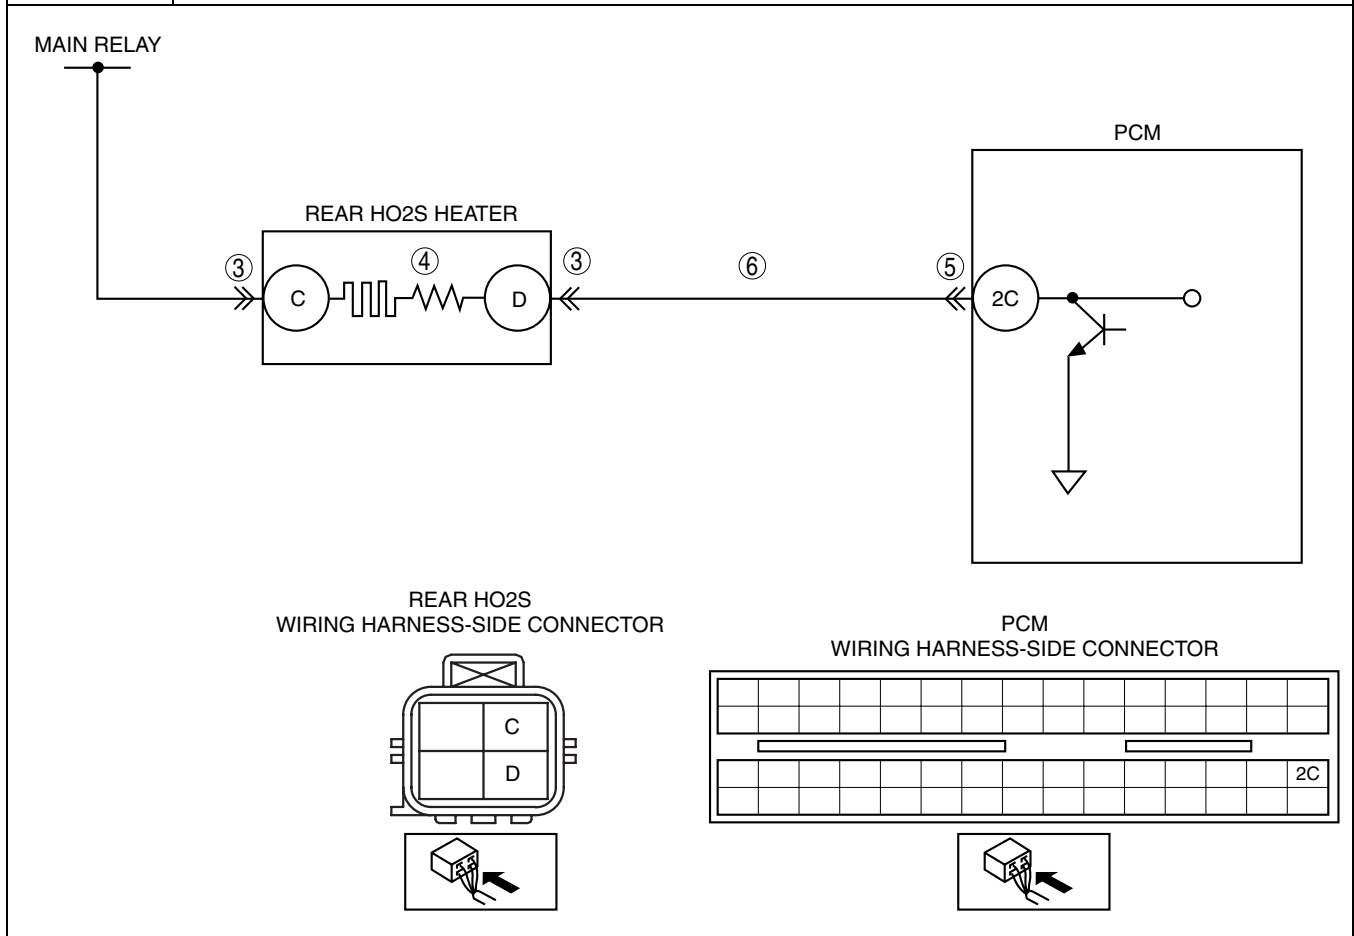 MAIN RELAY
PCM
REAR HO2S HEATER
③ C ④ D ③ ⑥ ⑤ 2C
REAR HO2S
WIRING HARNESS-SIDE CONNECTOR
PCM
WIRING HARNESS-SIDE CONNECTOR
C
D
2C